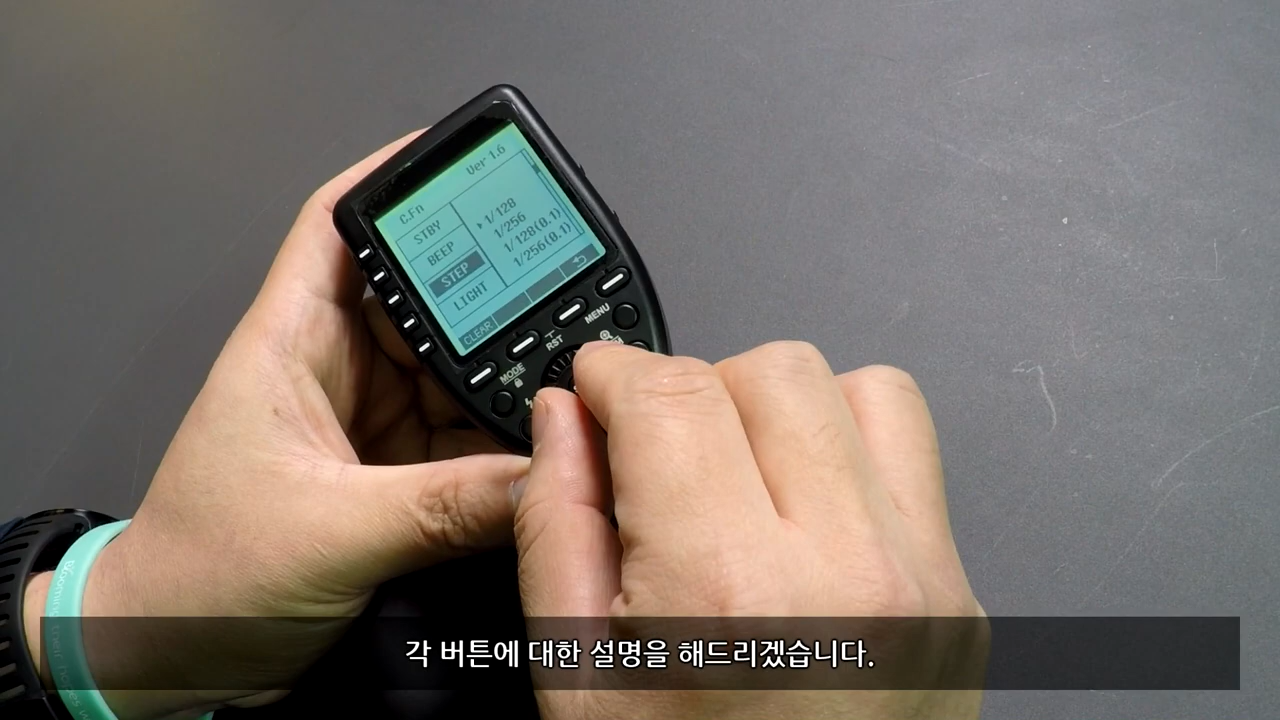 Ver 1.6
C.Fn
STBY
BEEP
STEP
LIGHT
1/128
1/256
1/128(0.1)
1/256(0.1)
CLEAR
MENU
RST
MODE
각 버튼에 대한 설명을 해드리겠습니다.